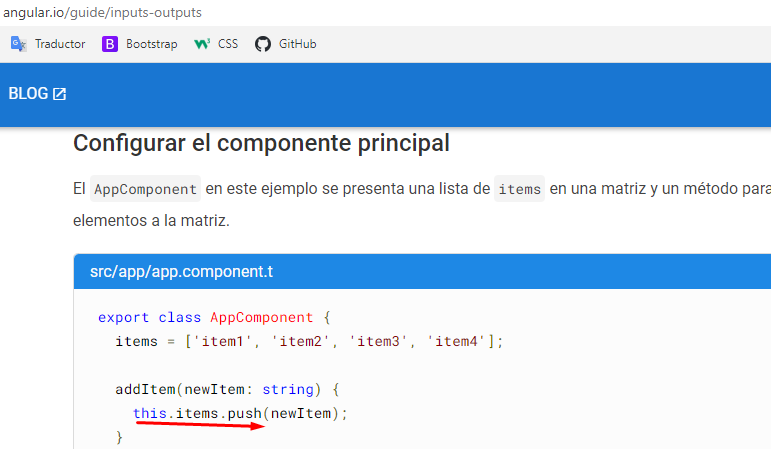 angular.io/guide/inputs-outputs
Traductor Bootstrap CSS GitHub
BLOG
Configurar el componente principal
El AppComponent en este ejemplo se presenta una lista de items en una matriz y un método para
elementos a la matriz.
src/app/app.component.t
export class AppComponent {
items = ['item1', 'item2', 'item3', 'item4'];
addItem(newItem: string) {
this.items.push(newItem);
}